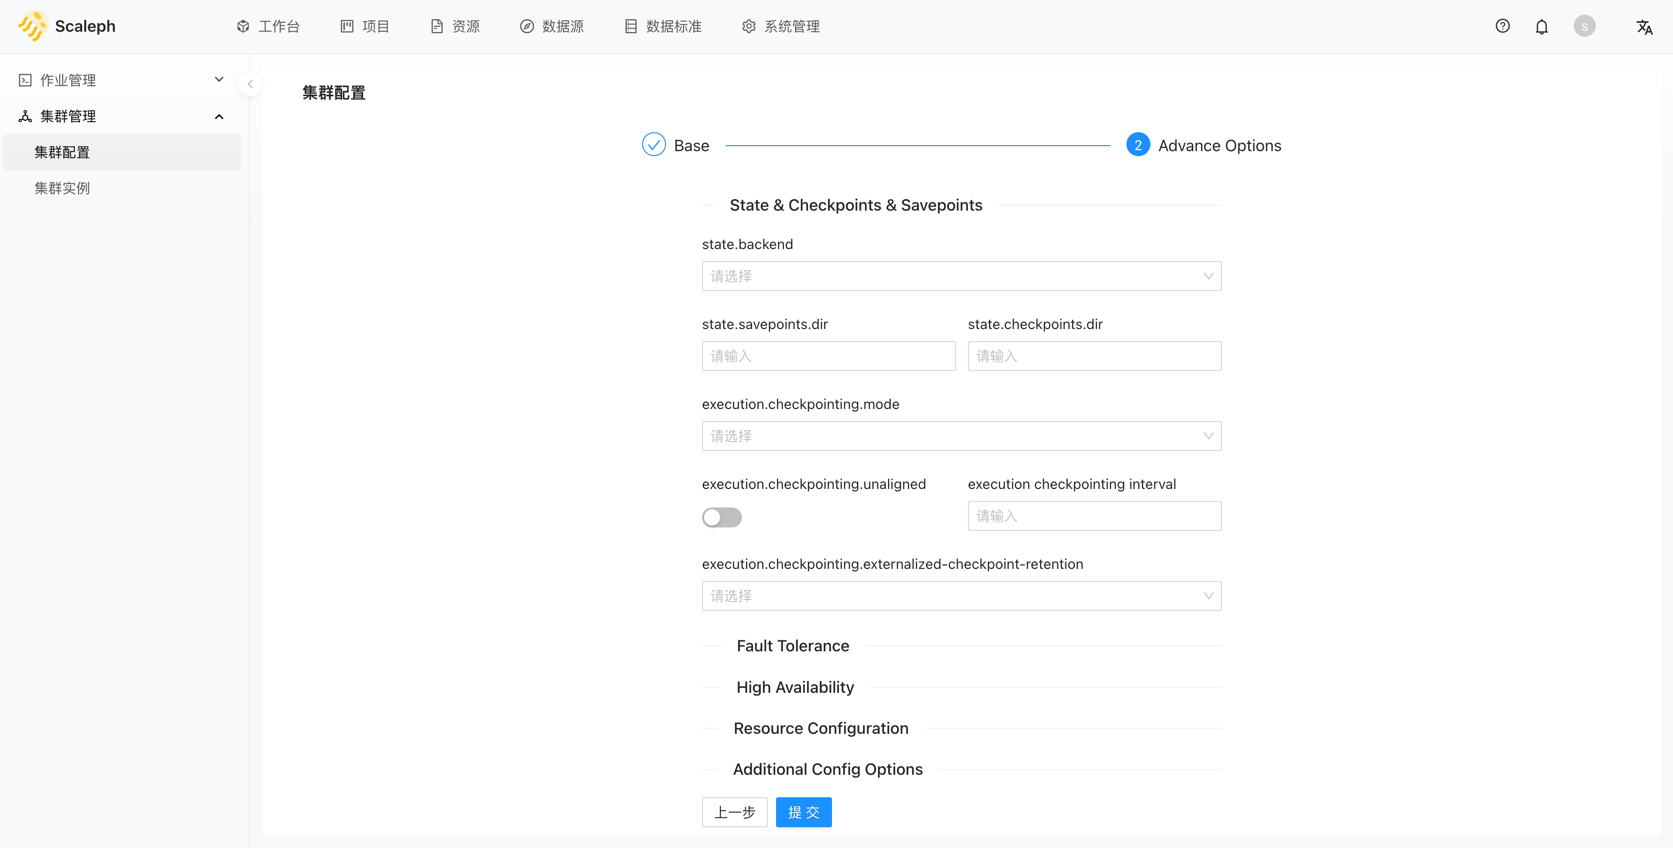 Scaleph
工作台
项目
资源
数据源
数据标准
系统管理
S
作业管理
集群管理
集群配置
集群实例
集群配置
Base
2 Advance Options
State & Checkpoints & Savepoints
state.backend
请选择
state.savepoints.dir
state.checkpoints.dir
请输入
请输入
execution.checkpointing.mode
请选择
execution.checkpointing.unaligned
execution checkpointing interval
请输入
execution.checkpointing.externalized-checkpoint-retention
请选择
Fault Tolerance
High Availability
Resource Configuration
Additional Config Options
上一步
提 交